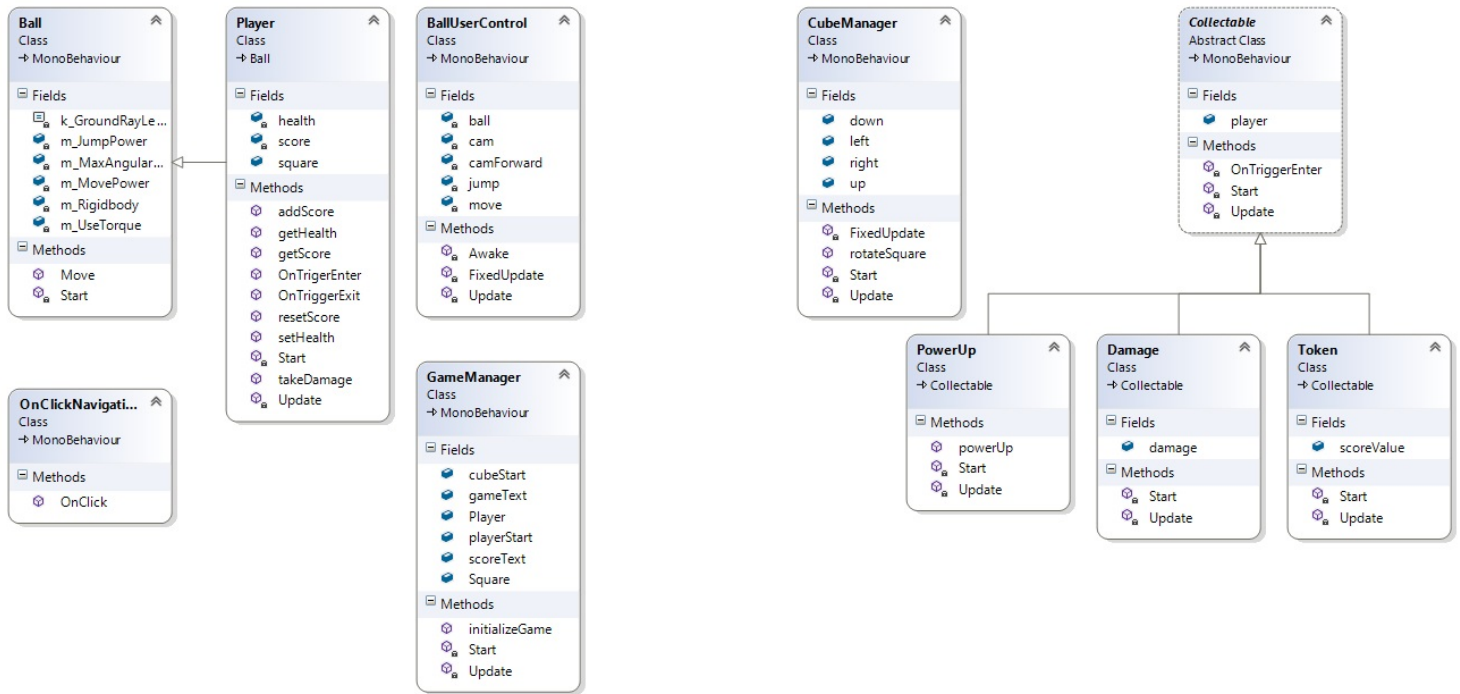 Ball
Class
MonoBehaviour
Fields
k_GroundRayLe...
m_JumpPower
m_MaxAngular...
m_MovePower
m_Rigidbody
m_UseTorque
Methods
Move
Start
Player
Class
Ball
Fields
health
score
square
Methods
addScore
getHealth
getScore
OnTrigerEnter
OnTriggerExit
resetScore
setHealth
Start
takeDamage
Update
BallUserControl
Class
MonoBehaviour
Fields
ball
cam
camForward
jump
move
Methods
Awake
FixedUpdate
Update
CubeManager
Class
MonoBehaviour
Fields
down
left
right
up
Methods
FixedUpdate
rotateSquare
Start
Update
Collectable
Abstract Class
MonoBehaviour
Fields
player
Methods
OnTriggerEnter
Start
Update
OnClickNavigati...
Class
MonoBehaviour
Methods
OnClick
GameManager
Class
MonoBehaviour
Fields
cubeStart
gameText
Player
playerStart
scoreText
Square
Methods
initializeGame
Start
Update
PowerUp
Class
Collectable
Methods
powerUp
Start
Update
Damage
Class
Collectable
Fields
damage
Methods
Start
Update
Token
Class
Collectable
Fields
scoreValue
Methods
Start
Update